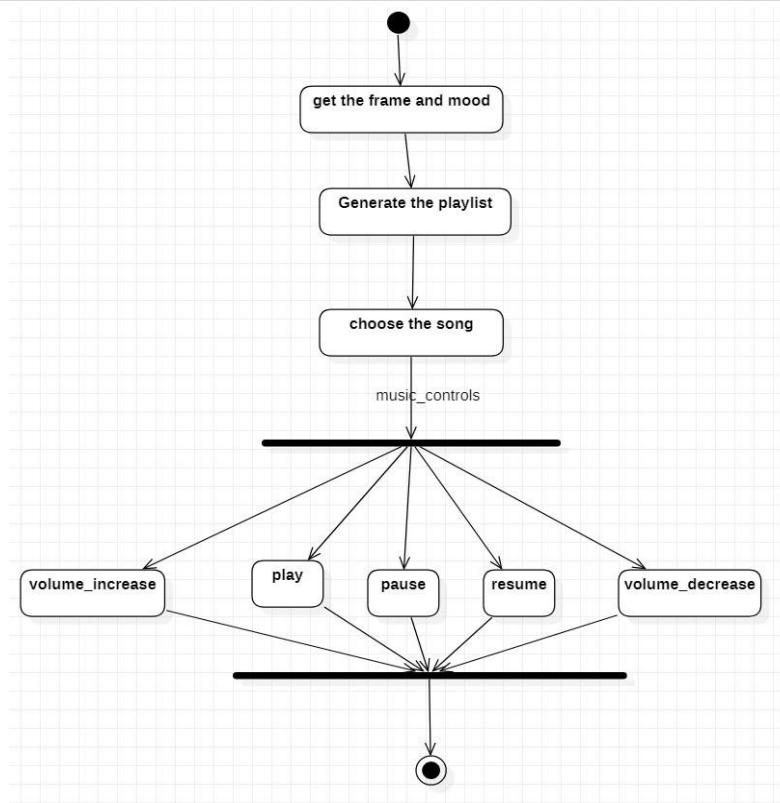 get the frame and mood
Generate the playlist
choose the song
music_controls
volume_increase
play
pause
resume
volume_decrease